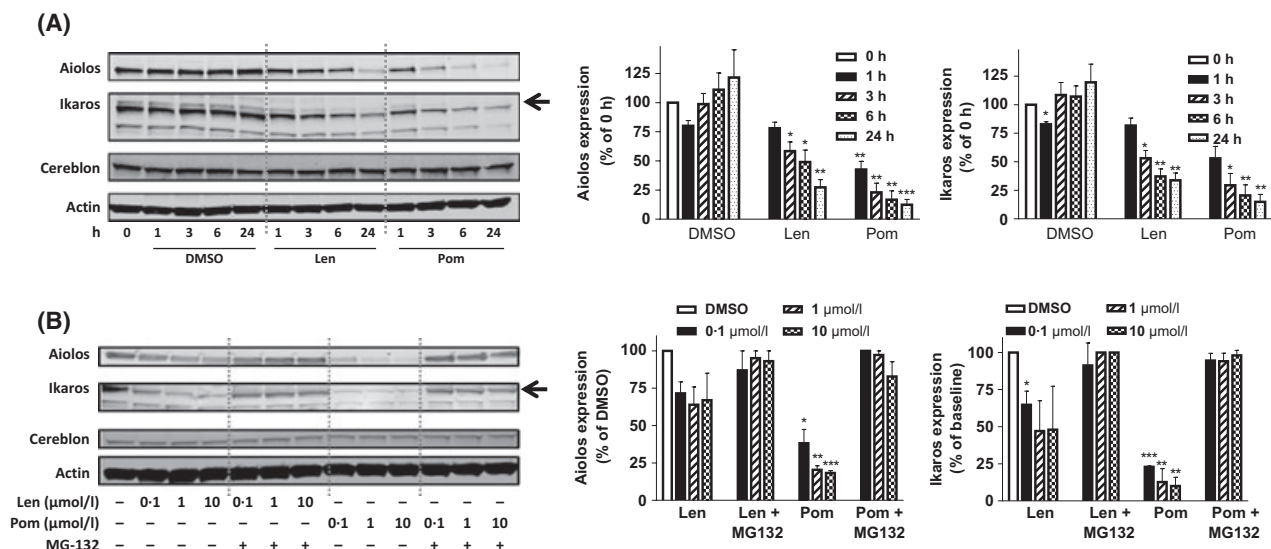 (A)
Aiolos
Ikaros
Cereblon
Actin
h 0 1 3 6 24 1 3 6 24 1 3 6 24
DMSO Len Pom
Aiolos expression
(% of 0 h)
125
100
75
50
25
0
* * ** ** ** ** ***
0 h
1 h
3 h
6 h
24 h
DMSO Len Pom
Ikaros expression
(% of 0 h)
125
100
75
50
25
0
* * ** ** * ** **
0 h
1 h
3 h
6 h
24 h
DMSO Len Pom
(B)
Aiolos
Ikaros
Cereblon
Actin
Len (µmol/l) – 0·1 1 10 0·1 1 10 – – – – – –
Pom (µmol/l) – – – – – – – 0·1 1 10 0·1 1 10
MG-132 – – – – + + + – – – + + +
Aiolos expression
(% of DMSO)
100
75
50
25
0
DMSO 1 µmol/l
0·1 µmol/l 10 µmol/l
* ** ***
Len Len + MG132 Pom Pom + MG132
Ikaros expression
(% of baseline)
100
75
50
25
0
DMSO 1 µmol/l
0·1 µmol/l 10 µmol/l
* *** ** **
Len Len + MG132 Pom Pom + MG132